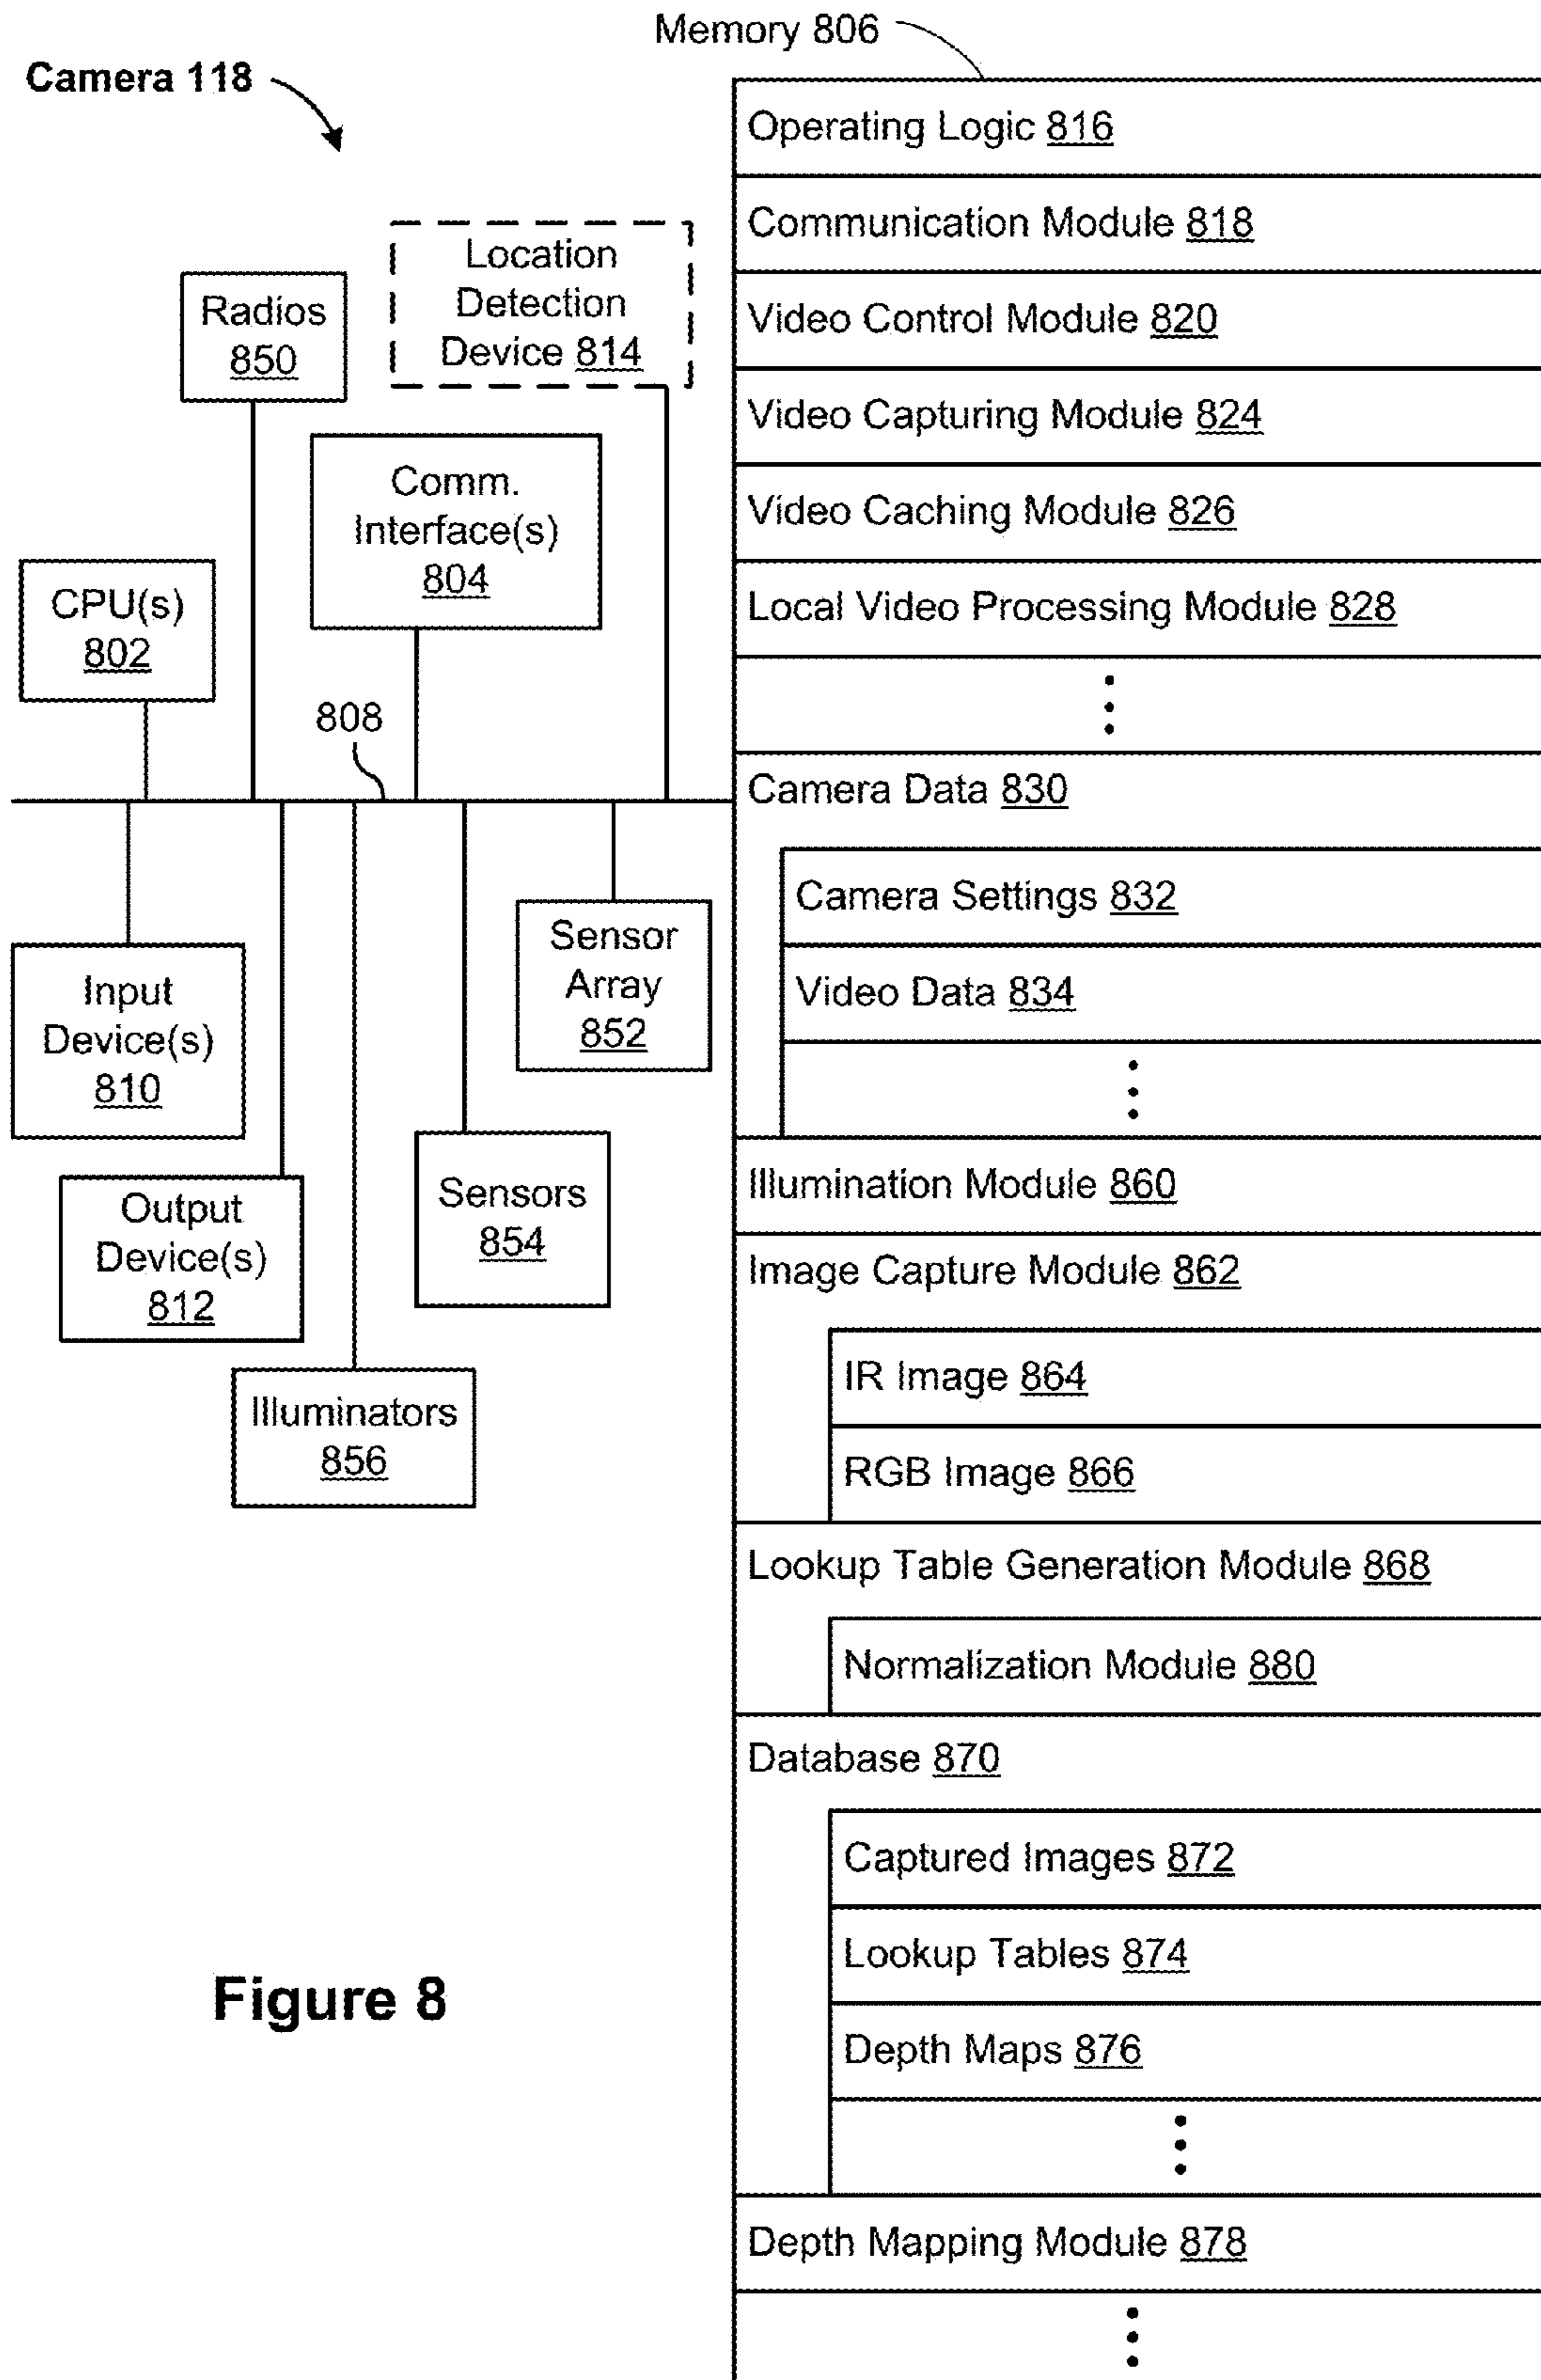 Memory 806
Camera 118
Location
Detection
Device 814
Radios
850
Comm.
Interface(s)
804
CPU(s)
802
808
Input
Device(s)
810
Output
Device(s)
812
Illuminators
856
Sensors
854
Sensor
Array
852
Operating Logic 816
Communication Module 818
Video Control Module 820
Video Capturing Module 824
Video Caching Module 826
Local Video Processing Module 828
Camera Data 830
Camera Settings 832
Video Data 834
Illumination Module 860
Image Capture Module 862
IR Image 864
RGB Image 866
Lookup Table Generation Module 868
Normalization Module 880
Database 870
Captured Images 872
Lookup Tables 874
Depth Maps 876
Depth Mapping Module 878
Figure 8